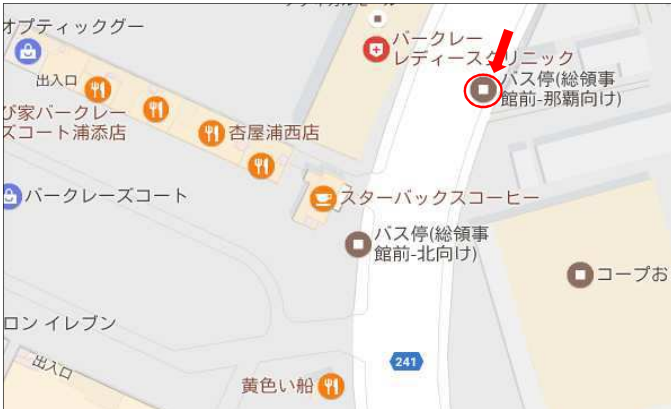 オプティックグー
バークレー
レディースクリニック
バス停(総領事
館前-那覇向け)
出入口
び家バークレー
ズコート浦添店
杏屋浦西店
バークレーズコート
スターバックスコーヒー
バス停(総領事
館前-北向け)
コープお
ロン イレブン
出入口
241
黄色い船